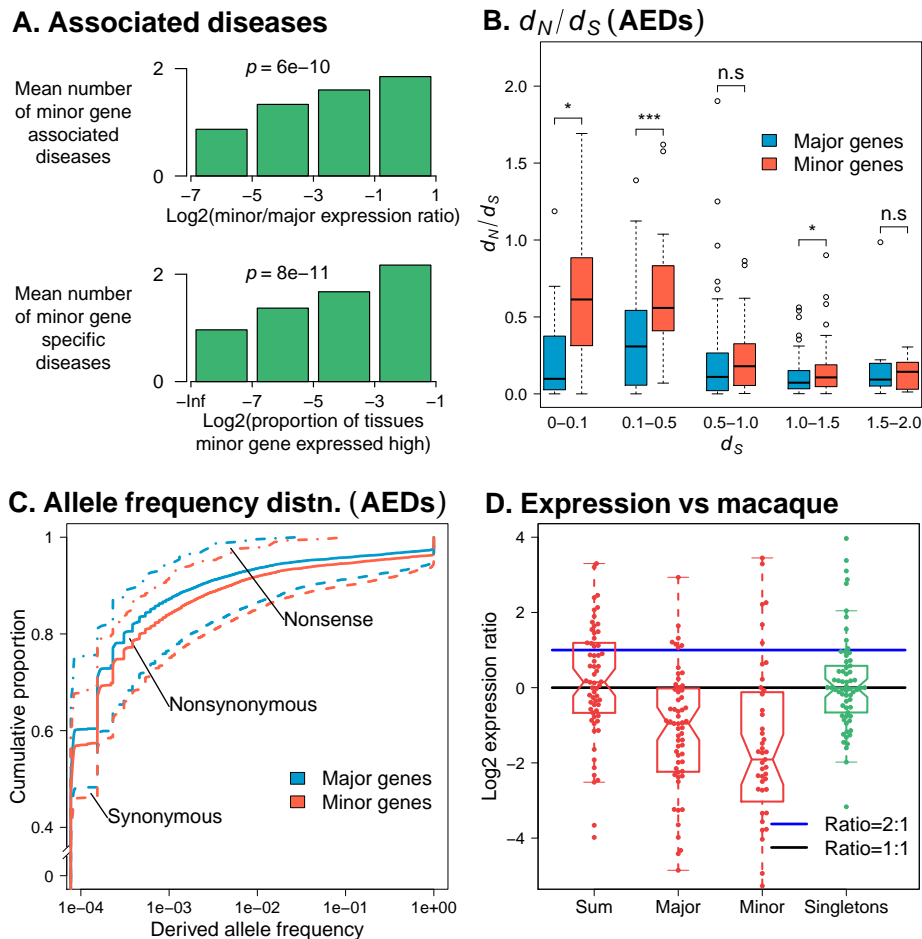 A. Associated diseases
Mean number
of minor gene
associated
diseases
0
2
p = 6e−10
−7
−5
−3
−1
1
Log2(minor/major expression ratio)
Mean number
of minor gene
specific
diseases
0
2
p = 8e−11
−Inf
−7
−5
−3
−1
Log2(proportion of tissues
minor gene expressed high)
B. dN/dS (AEDs)
dN/dS
0.0
0.5
1.0
1.5
2.0
*
***
n.s
*
n.s
Major genes
Minor genes
0−0.1
0.1−0.5
0.5−1.0
1.0−1.5
1.5−2.0
dS
C. Allele frequency distn. (AEDs)
Cumulative proportion
0
0.4
0.6
0.8
1
Nonsense
Nonsynonymous
Synonymous
Major genes
Minor genes
1e−04
1e−03
1e−02
1e−01
1e+00
Derived allele frequency
D. Expression vs macaque
Log2 expression ratio
−4
−2
0
2
4
Ratio=2:1
Ratio=1:1
Sum
Major
Minor
Singletons